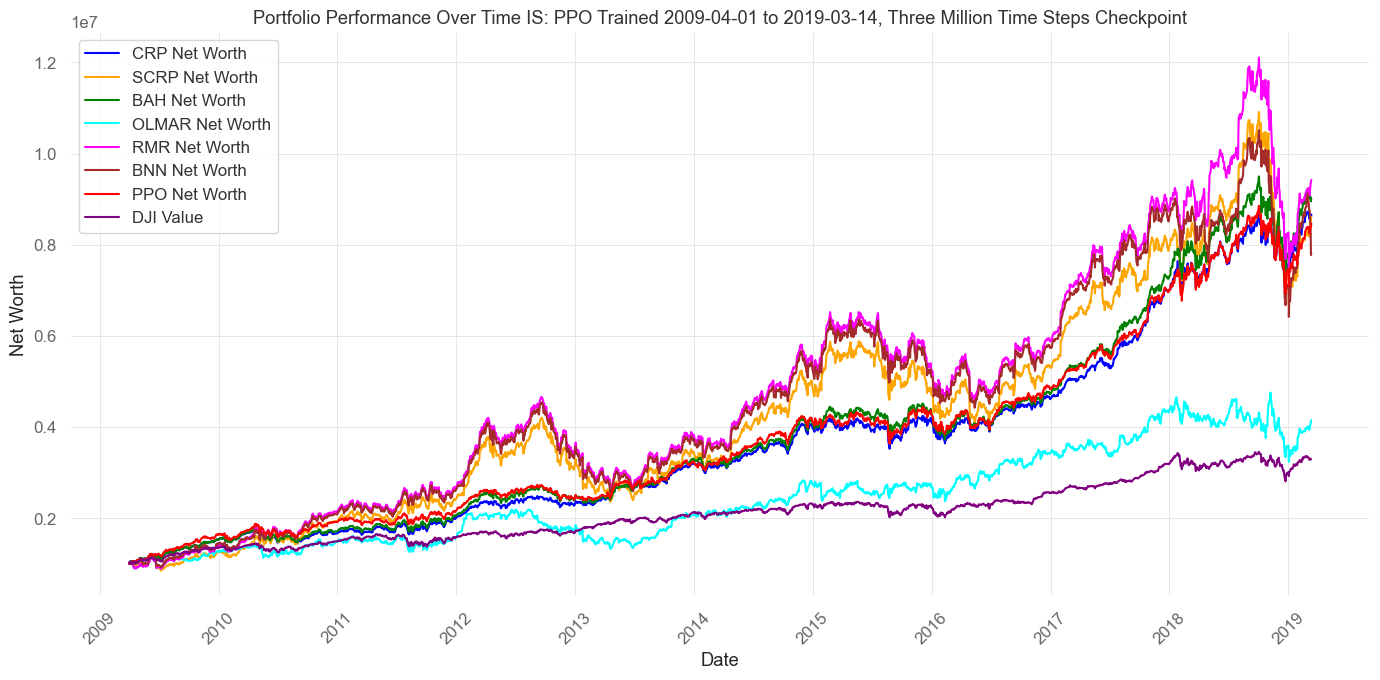 Portfolio Performance Over Time IS: PPO Trained 2009-04-01 to 2019-03-14, Three Million Time Steps Checkpoint
1e7
CRP Net Worth
SCRP Net Worth
BAH Net Worth
OLMAR Net Worth
RMR Net Worth
BNN Net Worth
PPO Net Worth
DJI Value
Net Worth
1.2
1.0
0.8
0.6
0.4
0.2
2009
2010
2011
2012
2013
2014
2015
2016
2017
2018
2019
Date